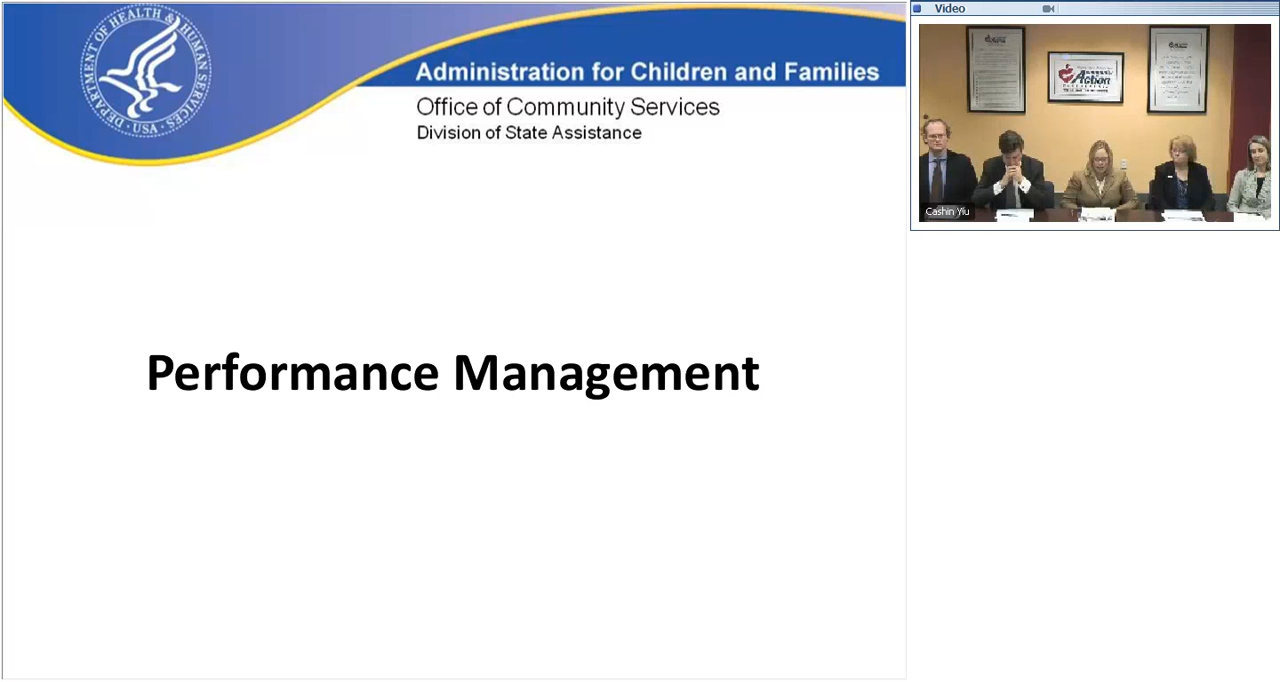 DEPARTMENT OF HEALTH & HUMAN SERVICES · USA
Administration for Children and Families
Office of Community Services
Division of State Assistance
Performance Management
Video
Action
Cashin Yiu